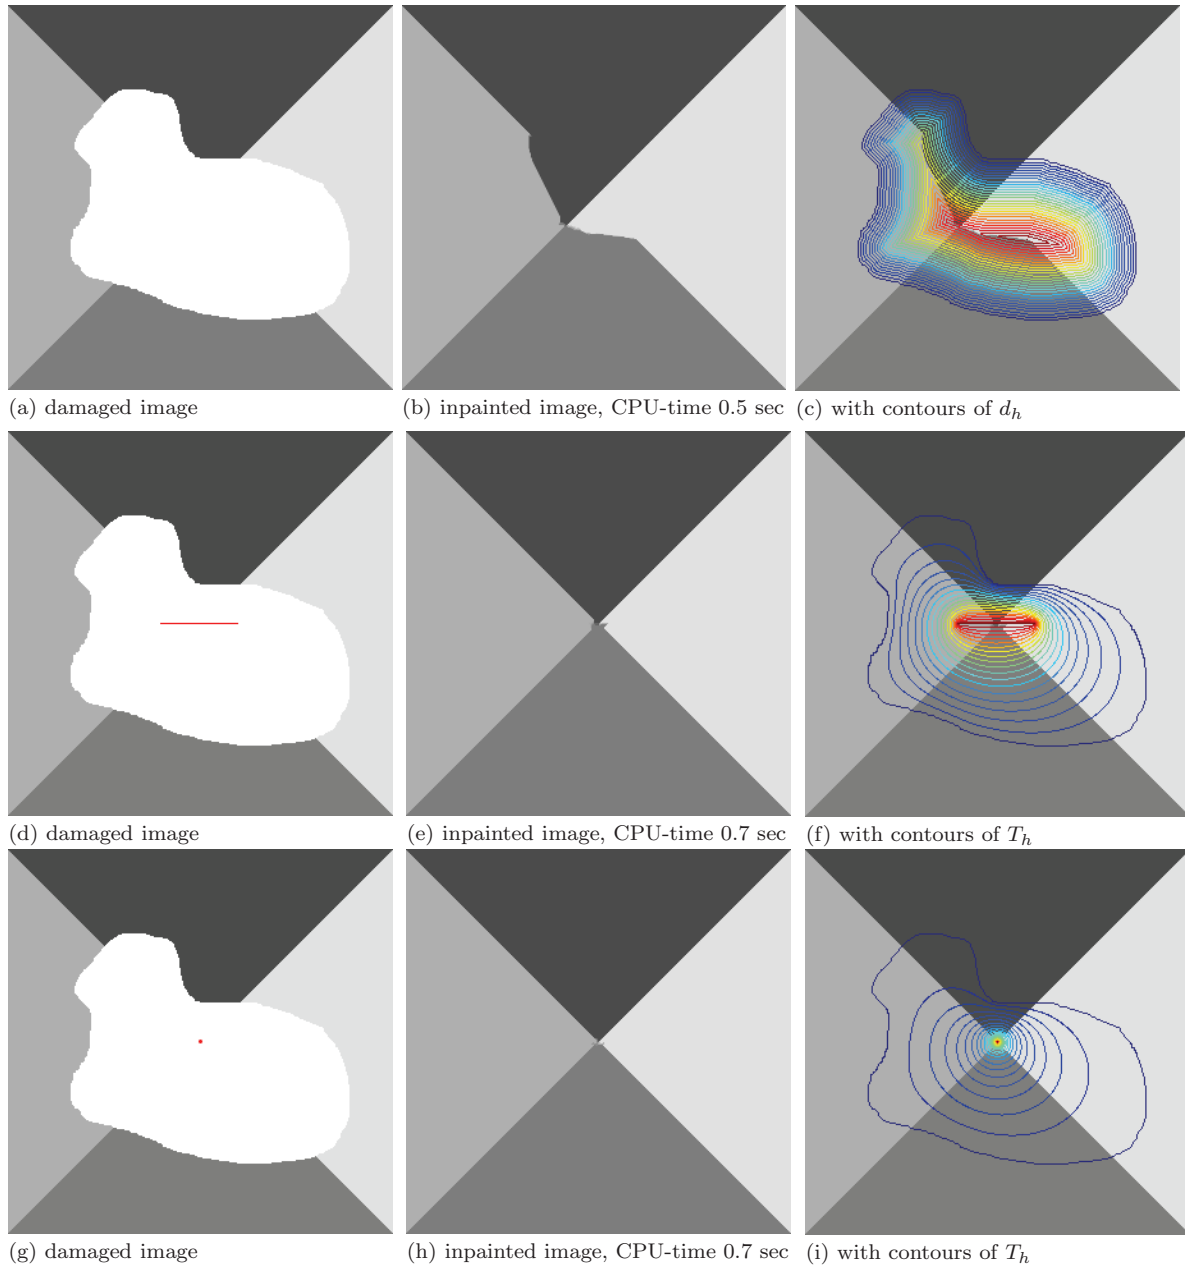 (a) damaged image
(b) inpainted image, CPU-time 0.5 sec
(c) with contours of d_h
(d) damaged image
(e) inpainted image, CPU-time 0.7 sec
(f) with contours of T_h
(g) damaged image
(h) inpainted image, CPU-time 0.7 sec
(i) with contours of T_h